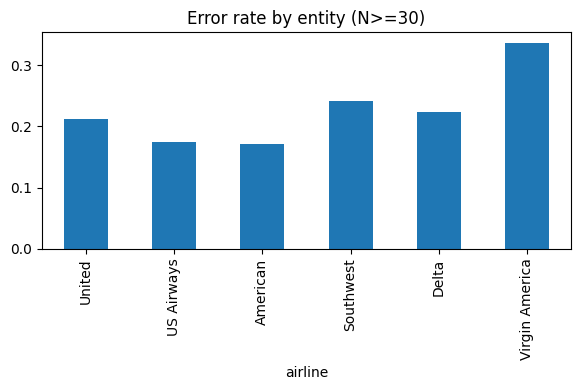 Error rate by entity (N>=30)
0.3
0.2
0.1
0.0
United
US Airways
American
Southwest
Delta
Virgin America
airline